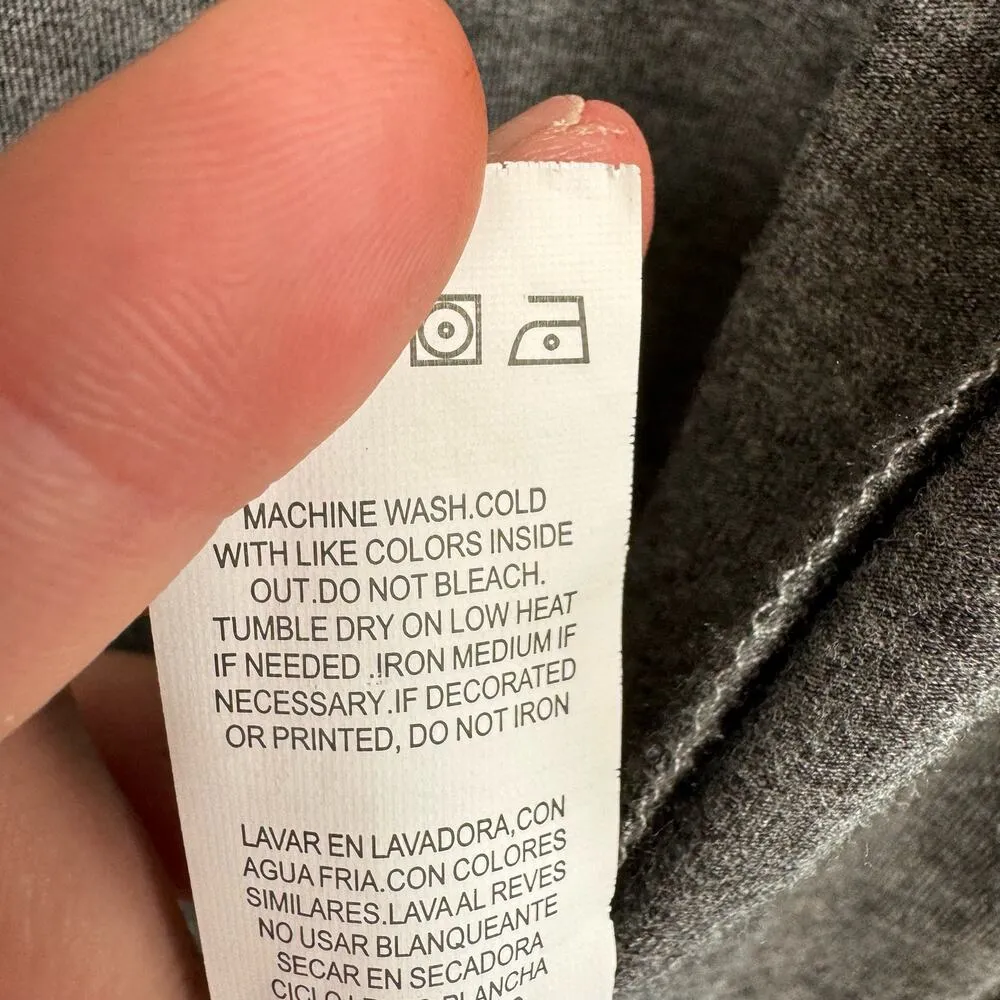 MACHINE WASH.COLD
WITH LIKE COLORS INSIDE
OUT.DO NOT BLEACH.
TUMBLE DRY ON LOW HEAT
IF NEEDED .IRON MEDIUM IF
NECESSARY.IF DECORATED
OR PRINTED, DO NOT IRON
LAVAR EN LAVADORA,CON
AGUA FRIA.CON COLORES
SIMILARES.LAVA AL REVES
NO USAR BLANQUEANTE
SECAR EN SECADORA
PLANCHA